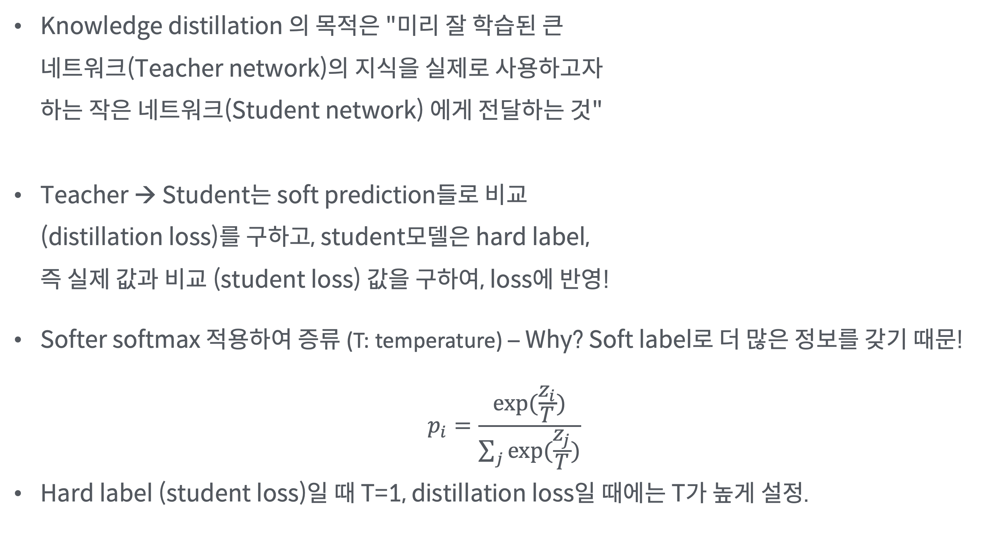 • Knowledge distillation 의 목적은 "미리 잘 학습된 큰
네트워크(Teacher network)의 지식을 실제로 사용하고자
하는 작은 네트워크(Student network) 에게 전달하는 것"
• Teacher → Student는 soft prediction들로 비교
(distillation loss)를 구하고, student모델은 hard label,
즉 실제 값과 비교 (student loss) 값을 구하여, loss에 반영!
• Softer softmax 적용하여 증류 (T: temperature) – Why? Soft label로 더 많은 정보를 갖기 때문!
p_i = exp(z_i/T) / ∑_j exp(z_j/T)
• Hard label (student loss)일 때 T=1, distillation loss일 때에는 T가 높게 설정.